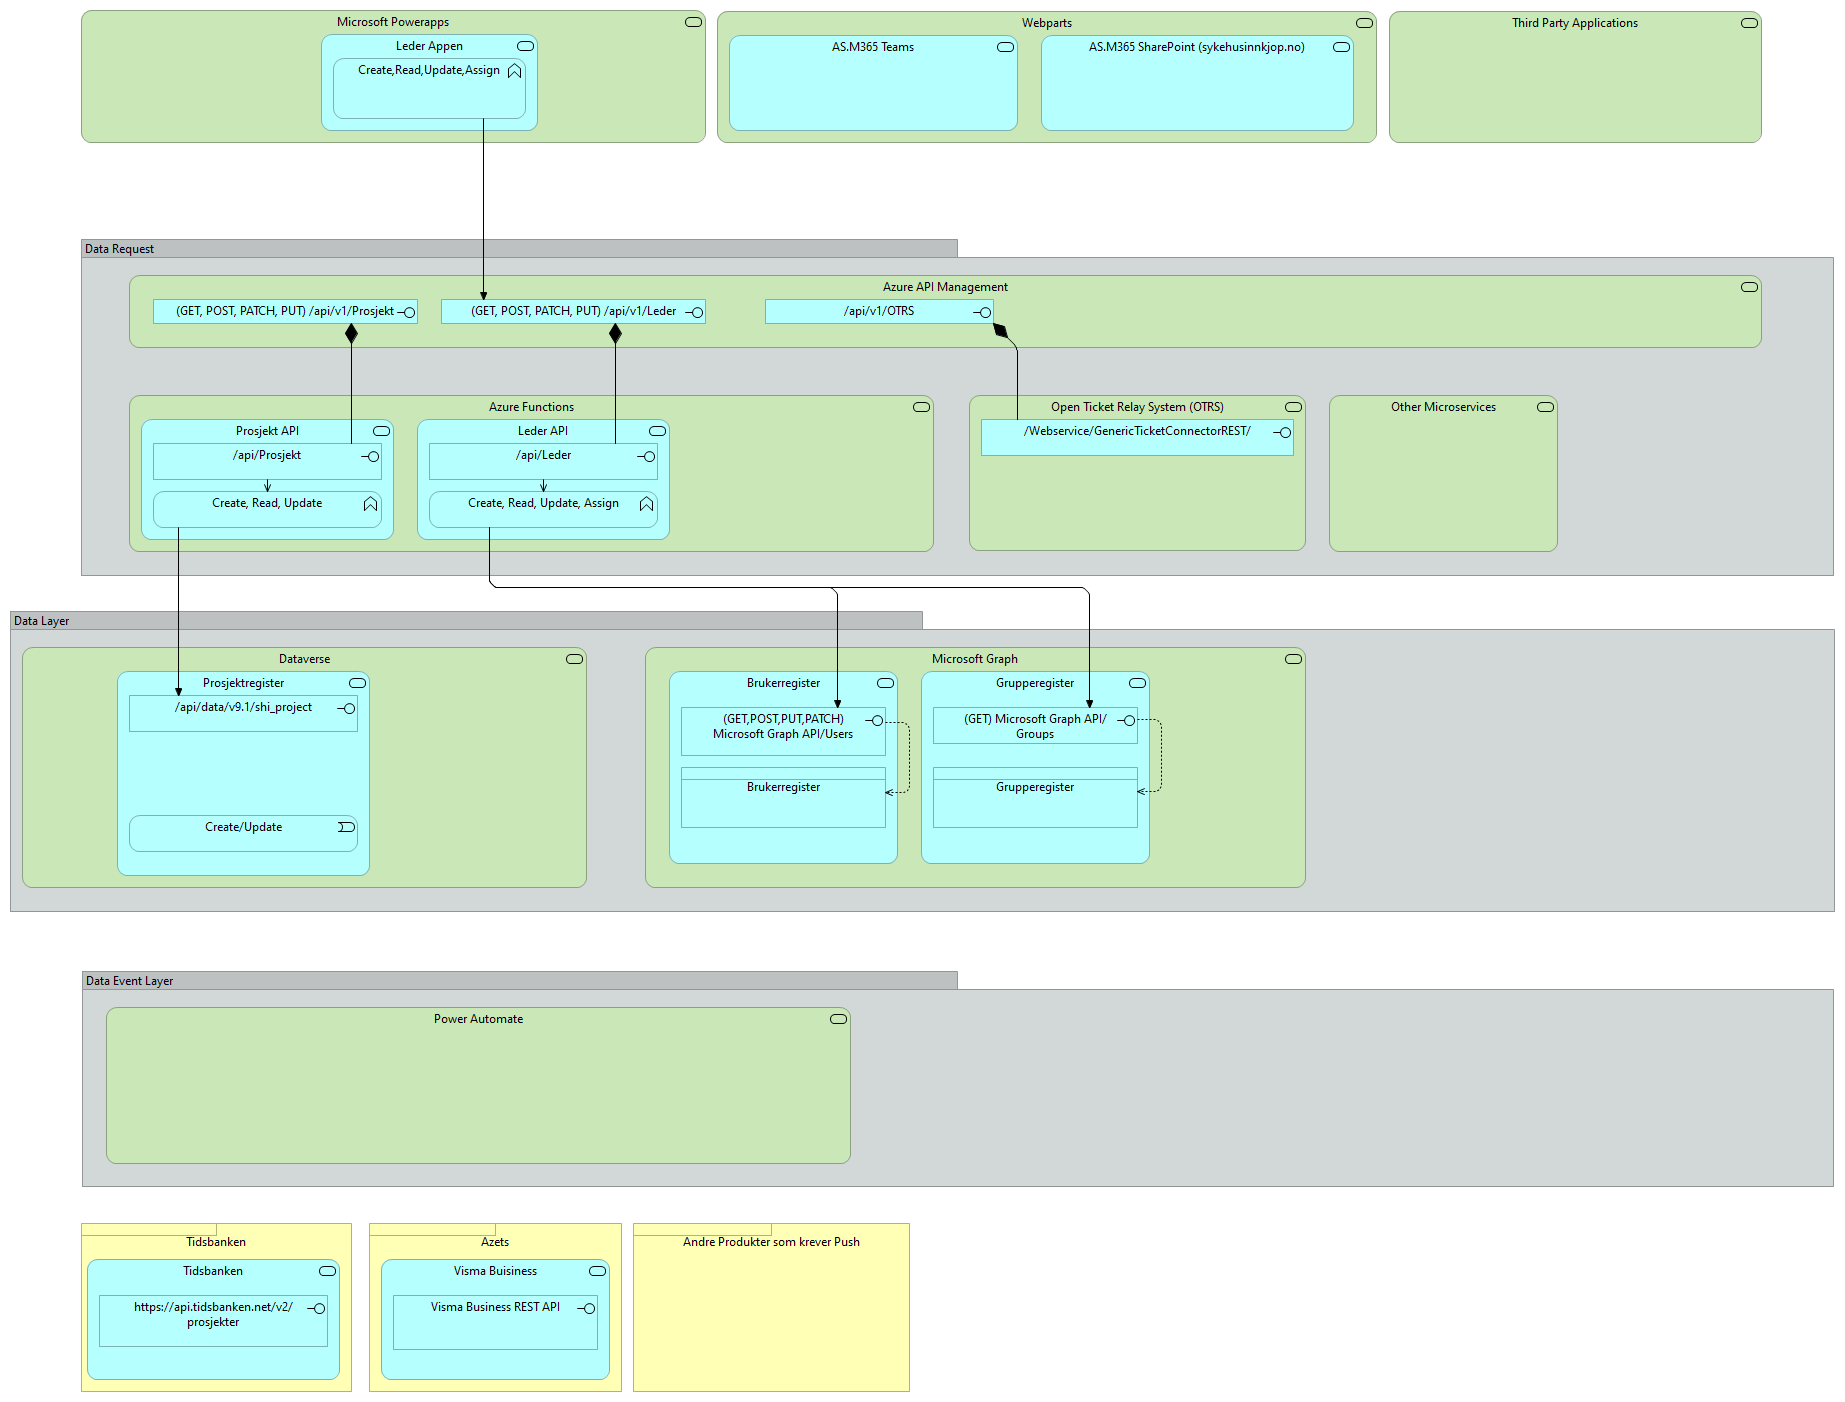 Microsoft Powerapps
Leder Appen
Create,Read,Update,Assign
Webparts
AS.M365 Teams
AS.M365 SharePoint (sykehusinnkjop.no)
Third Party Applications
Data Request
Azure API Management
(GET, POST, PATCH, PUT) /api/v1/Prosjekt
(GET, POST, PATCH, PUT) /api/v1/Leder
/api/v1/OTRS
Azure Functions
Prosjekt API
/api/Prosjekt
Create, Read, Update
Leder API
/api/Leder
Create, Read, Update, Assign
Open Ticket Relay System (OTRS)
/Webservice/GenericTicketConnectorREST/
Other Microservices
Data Layer
Dataverse
Prosjektregister
/api/data/v9.1/shi_project
Create/Update
Microsoft Graph
Brukerregister
(GET,POST,PUT,PATCH)
Microsoft Graph API/Users
Brukerregister
Grupperegister
(GET) Microsoft Graph API/
Groups
Grupperegister
Data Event Layer
Power Automate
Tidsbanken
Tidsbanken
https://api.tidsbanken.net/v2/
prosjekter
Azets
Visma Buisiness
Visma Business REST API
Andre Produkter som krever Push